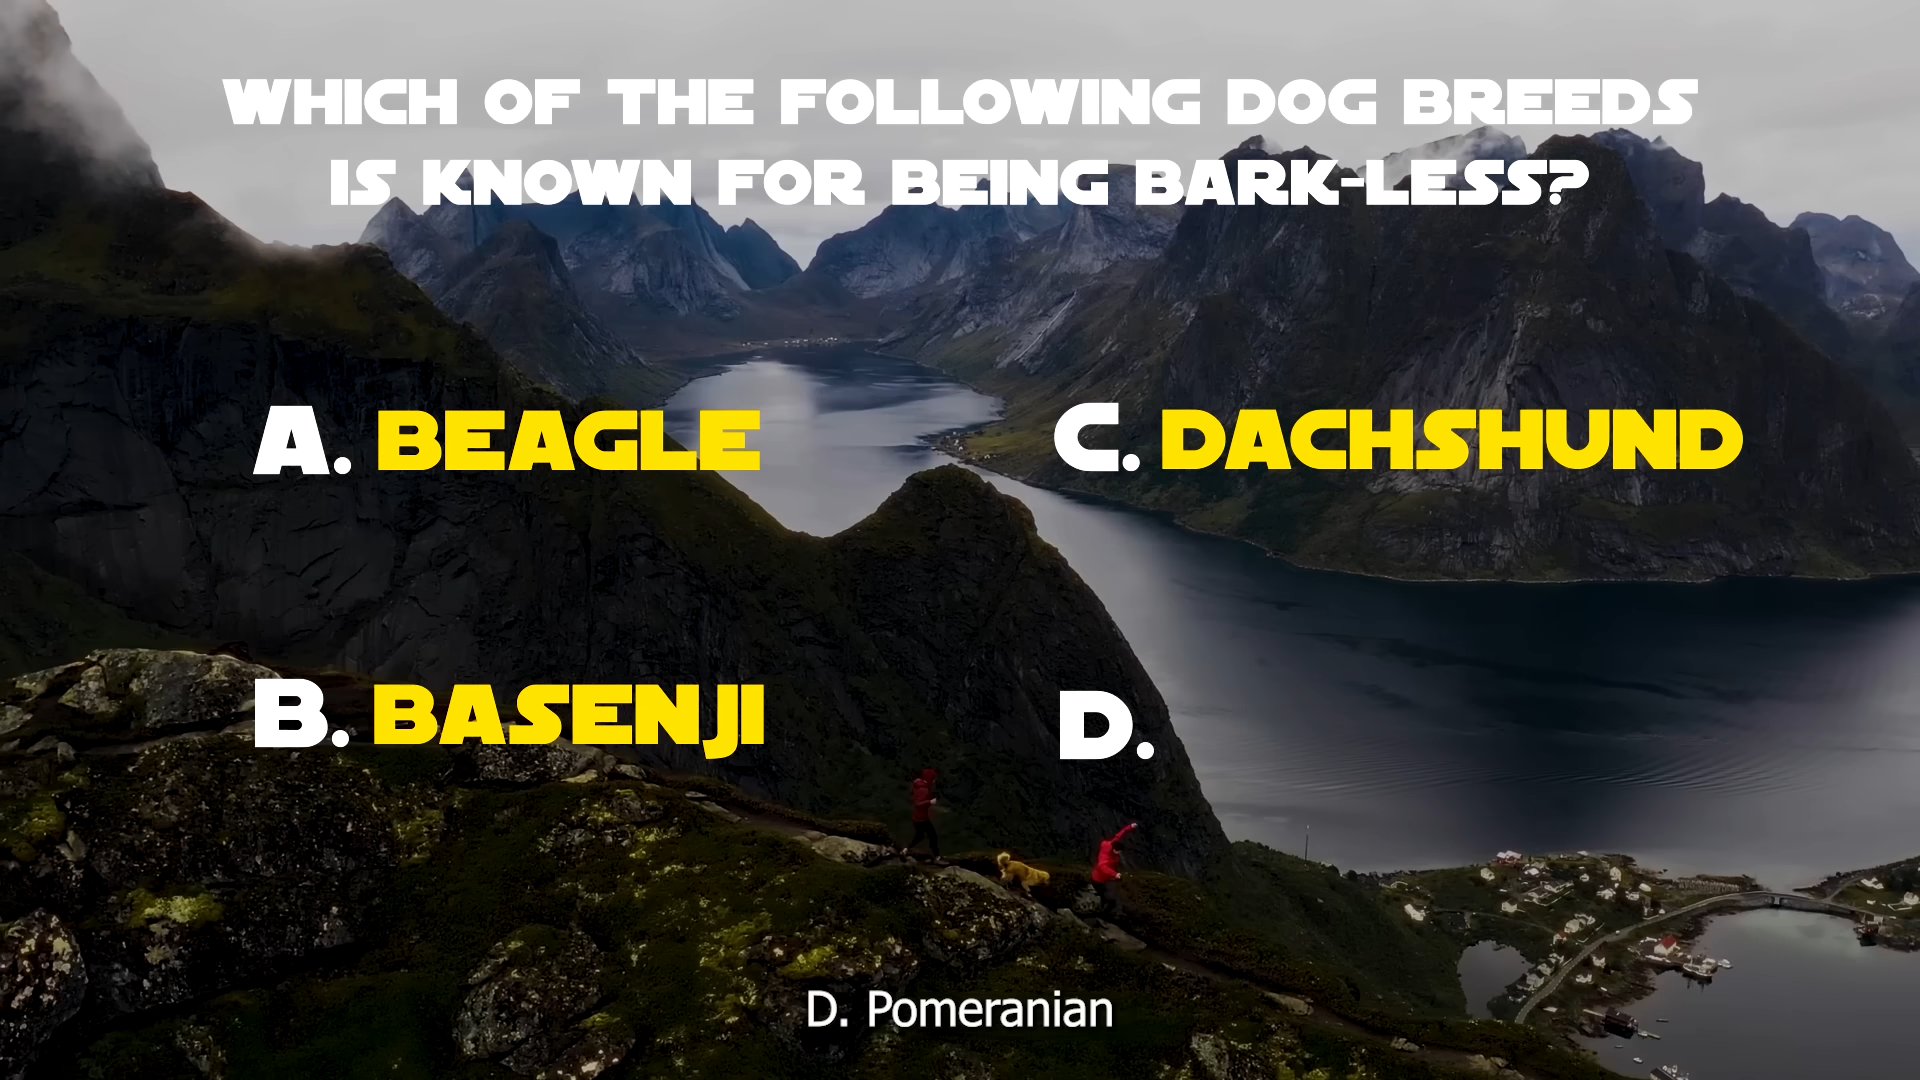 WHICH OF THE FOLLOWING DOG BREEDS
IS KNOWN FOR BEING BARK-LESS?
A. BEAGLE
B. BASENJI
C. DACHSHUND
D.
D. Pomeranian